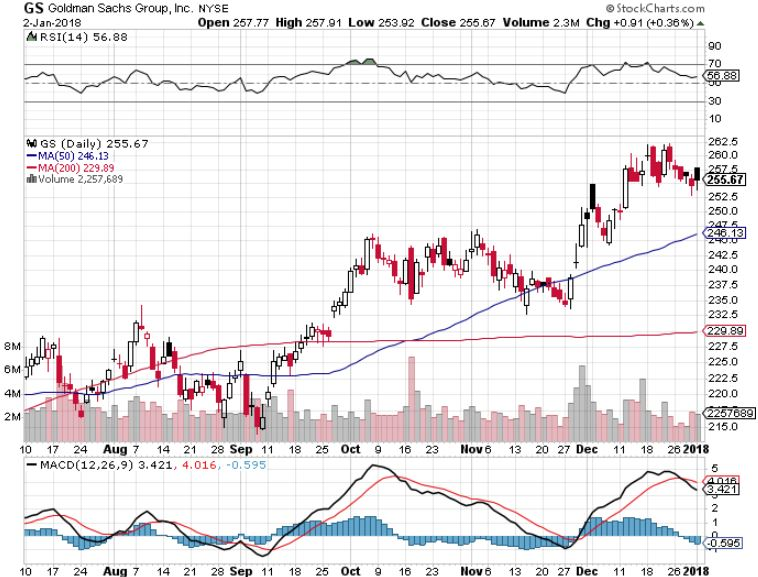 GS Goldman Sachs Group, Inc. NYSE © StockCharts.com
2-Jan-2018 Open 257.77 High 257.91 Low 253.92 Close 255.67 Volume 2.3M Chg +0.91 (+0.36%)
RSI(14) 56.88
90
70
56.88
50
30
10
GS (Daily) 255.67
MA(50) 246.13
MA(200) 229.89
Volume 2,257,689
262.5
260.0
257.5
255.67
252.5
250.0
247.5
246.13
245.0
242.5
240.0
237.5
235.0
232.5
229.89
227.5
225.0
222.5
220.0
2257689
215.0
8M
6M
4M
2M
10 17 24 Aug 7 14 21 28 Sep 11 18 25 Oct 9 16 23 Nov 6 13 20 27 Dec 11 18 26 2018
MACD(12,26,9) 3.421, 4.016, -0.595
5
4.016
3.421
2
1
-0.595
10 17 24 Aug 7 14 21 28 Sep 11 18 25 Oct 9 16 23 Nov 6 13 20 27 Dec 11 18 26 2018